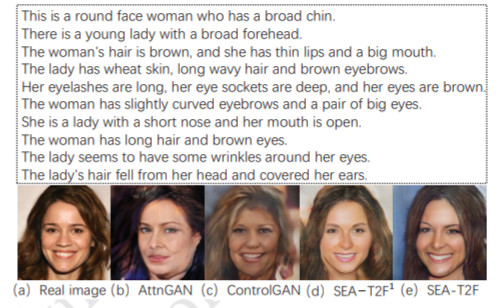 This is a round face woman who has a broad chin.
There is a young lady with a broad forehead.
The woman's hair is brown, and she has thin lips and a big mouth.
The lady has wheat skin, long wavy hair and brown eyebrows.
Her eyelashes are long, her eye sockets are deep, and her eyes are brown.
The woman has slightly curved eyebrows and a pair of big eyes.
She is a lady with a short nose and her mouth is open.
The woman has long hair and brown eyes.
The lady seems to have some wrinkles around her eyes.
The lady's hair fell from her head and covered her ears.
(a) Real image (b) AttnGAN (c) ControlGAN (d) SEA-T2F¹ (e) SEA-T2F